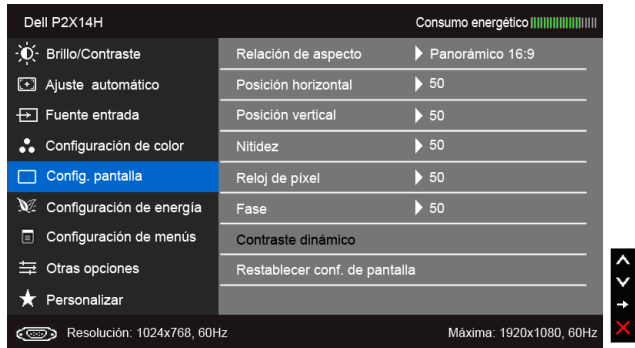 Dell P2X14H Consumo energético
Brillo/Contraste Relación de aspecto Panorámico 16:9
Ajuste automático Posición horizontal 50
Fuente entrada Posición vertical 50
Configuración de color Nitidez 50
Config. pantalla Reloj de píxel 50
Configuración de energía Fase 50
Configuración de menús Contraste dinámico
Otras opciones Restablecer conf. de pantalla
Personalizar
Resolución: 1024x768, 60Hz Máxima: 1920x1080, 60Hz